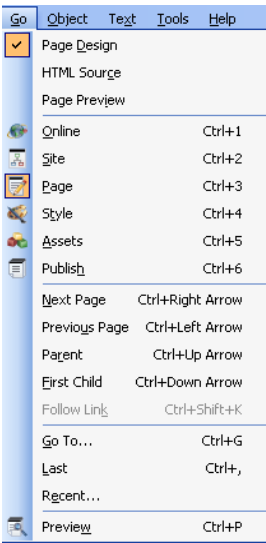 Go Object Text Tools Help
Page Design
HTML Source
Page Preview
Online Ctrl+1
Site Ctrl+2
Page Ctrl+3
Style Ctrl+4
Assets Ctrl+5
Publish Ctrl+6
Next Page Ctrl+Right Arrow
Previous Page Ctrl+Left Arrow
Parent Ctrl+Up Arrow
First Child Ctrl+Down Arrow
Follow Link Ctrl+Shift+K
Go To... Ctrl+G
Last Ctrl+,
Recent...
Preview Ctrl+P